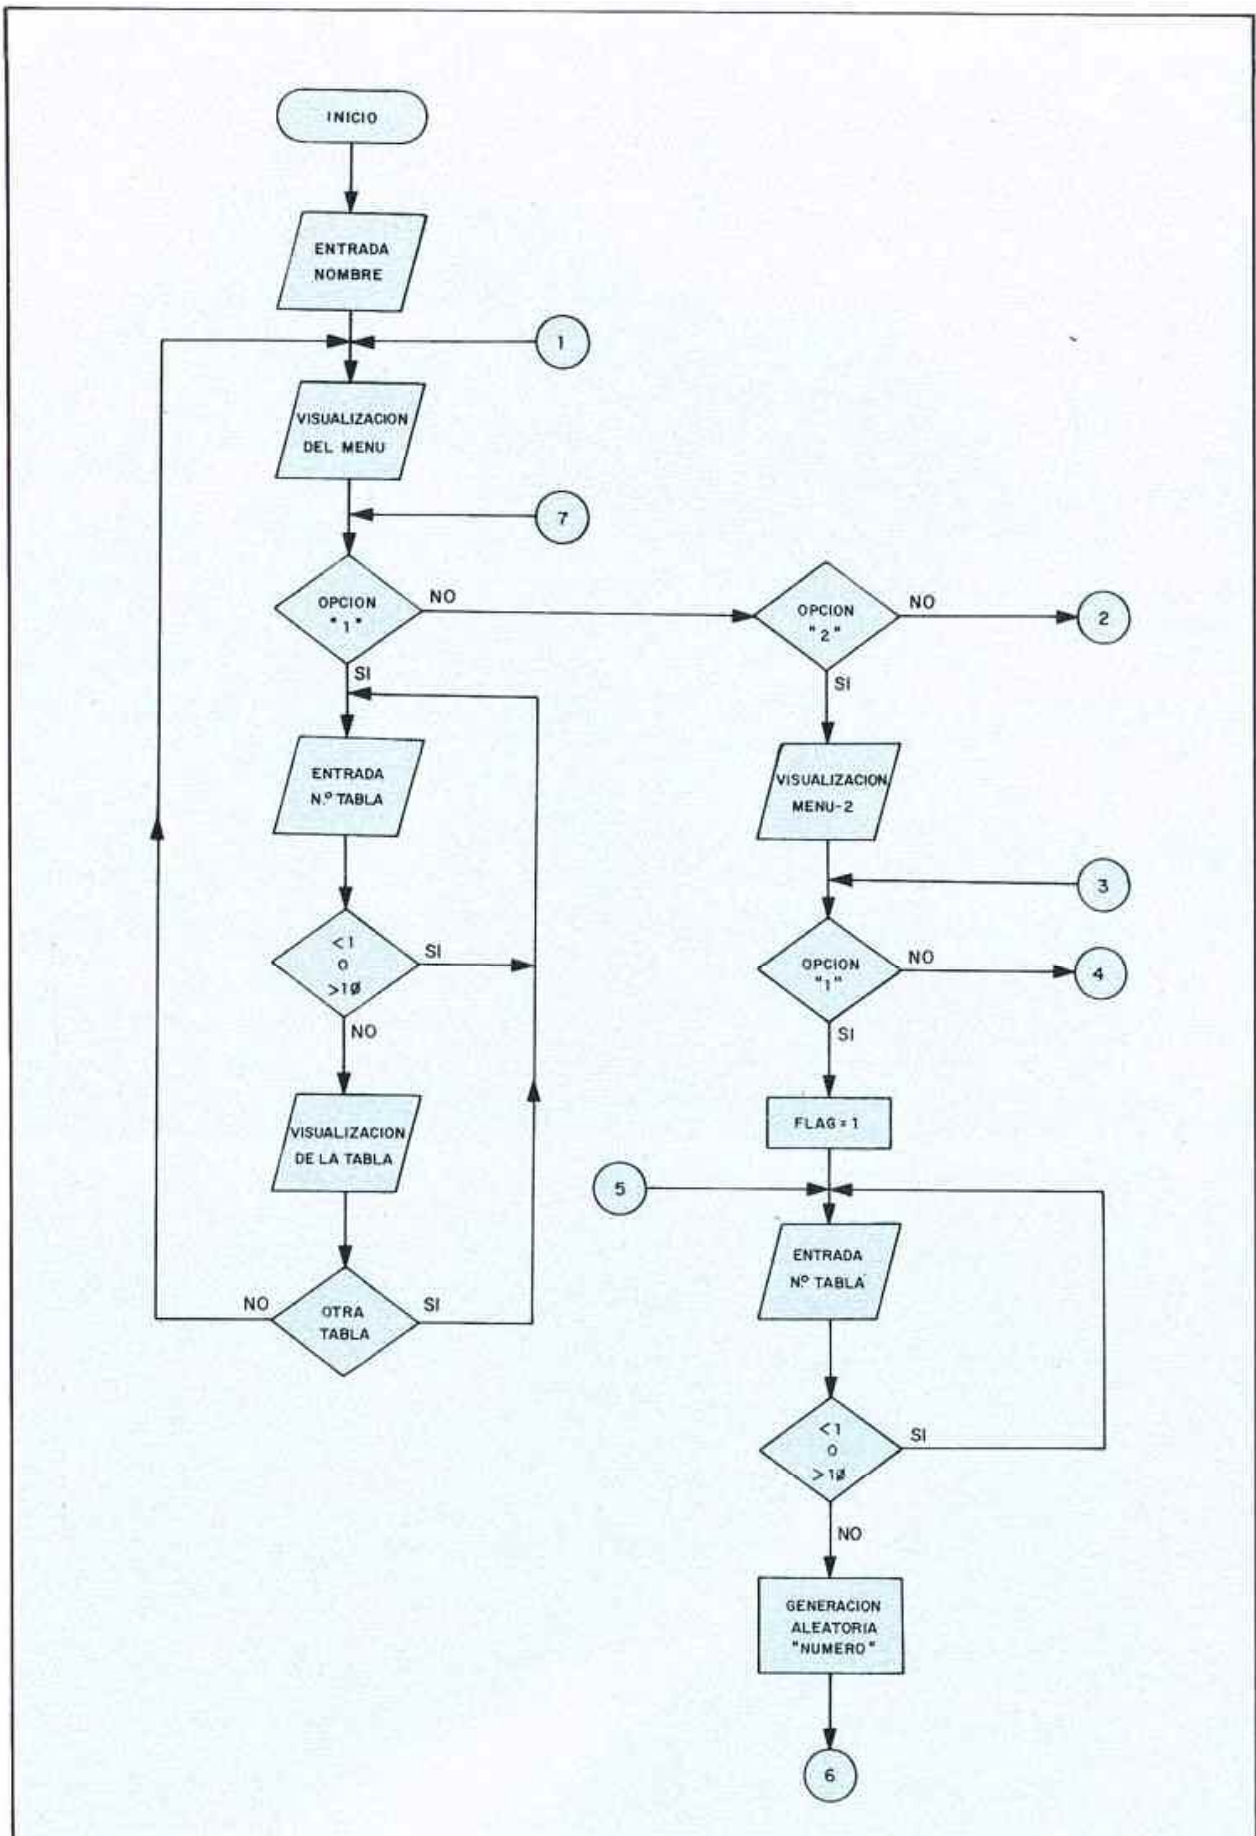 INICIO
ENTRADA
NOMBRE
1
VISUALIZACION
DEL MENU
7
OPCION
"1"
NO
SI
OPCION
"2"
NO
2
SI
ENTRADA
N.º TABLA
VISUALIZACION
MENU-2
3
<1
O
>1Ø
SI
NO
OPCION
"1"
NO
4
SI
VISUALIZACION
DE LA TABLA
FLAG = 1
5
OTRA
TABLA
NO
SI
ENTRADA
Nº TABLA
<1
O
>1Ø
SI
NO
GENERACION
ALEATORIA
"NUMERO"
6